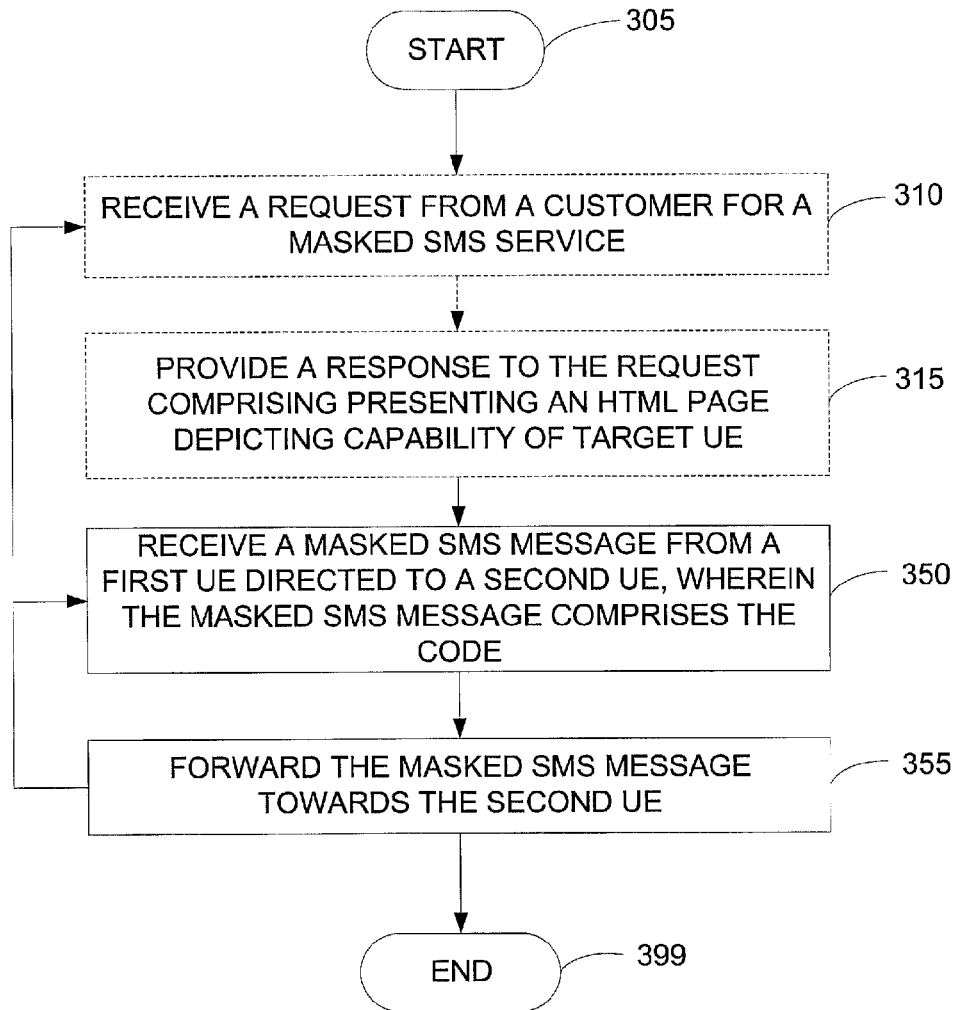 START
305
RECEIVE A REQUEST FROM A CUSTOMER FOR A
MASKED SMS SERVICE
310
PROVIDE A RESPONSE TO THE REQUEST
COMPRISING PRESENTING AN HTML PAGE
DEPICTING CAPABILITY OF TARGET UE
315
RECEIVE A MASKED SMS MESSAGE FROM A
FIRST UE DIRECTED TO A SECOND UE, WHEREIN
THE MASKED SMS MESSAGE COMPRISES THE
CODE
350
FORWARD THE MASKED SMS MESSAGE
TOWARDS THE SECOND UE
355
END
399